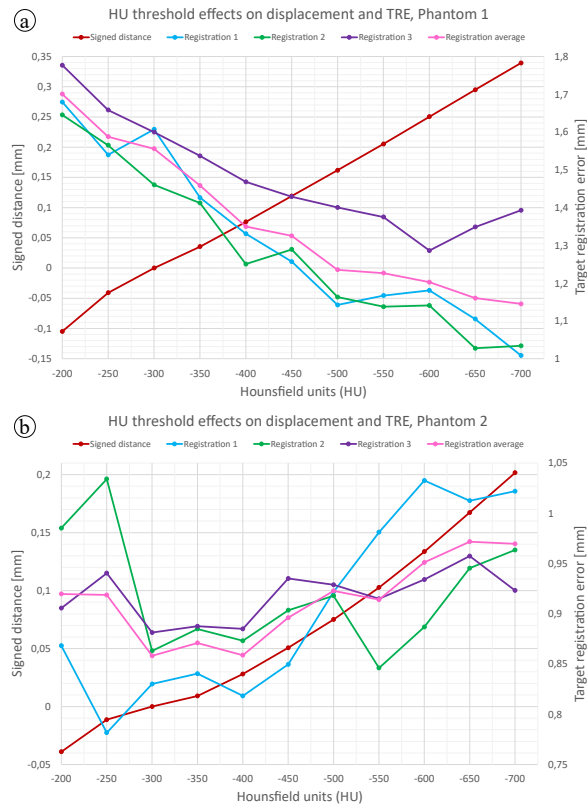 a
HU threshold effects on displacement and TRE, Phantom 1
Signed distance Registration 1 Registration 2 Registration 3 Registration average
0,35 1,8
0,3 1,7
0,25
0,2 1,6
0,15 1,5
0,1 1,4
0,05
0 1,3
-0,05 1,2
-0,1 1,1
-0,15 1
Signed distance [mm]
Target registration error [mm]
-200 -250 -300 -350 -400 -450 -500 -550 -600 -650 -700
Hounsfield units (HU)
b
HU threshold effects on displacement and TRE, Phantom 2
Signed distance Registration 1 Registration 2 Registration 3 Registration average
0,2 1,05
0,15 1
0,1 0,95
0,05 0,9
0 0,85
-0,05 0,8
0,75
Signed distance [mm]
Target registration error [mm]
-200 -250 -300 -350 -400 -450 -500 -550 -600 -650 -700
Hounsfield units (HU)